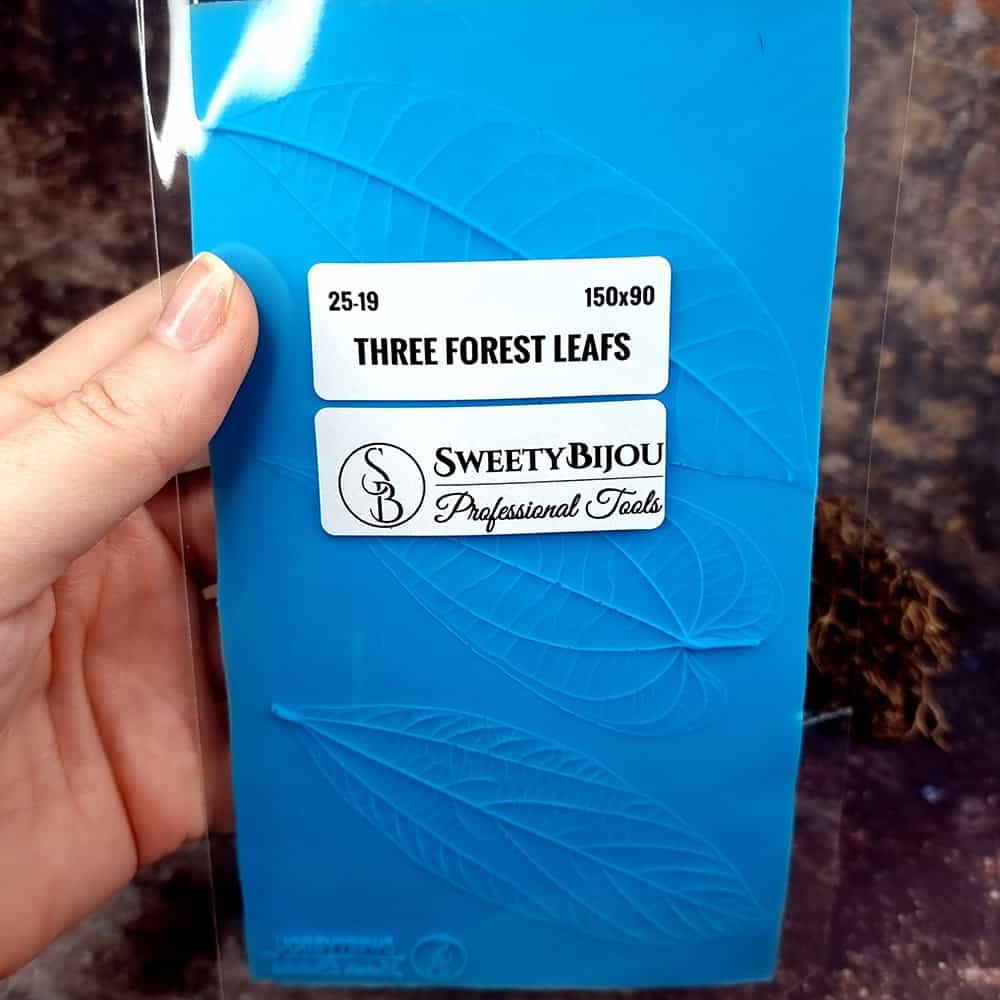 25-19 150x90
THREE FOREST LEAFS
SB SWEETYBIJOU
Professional Tools